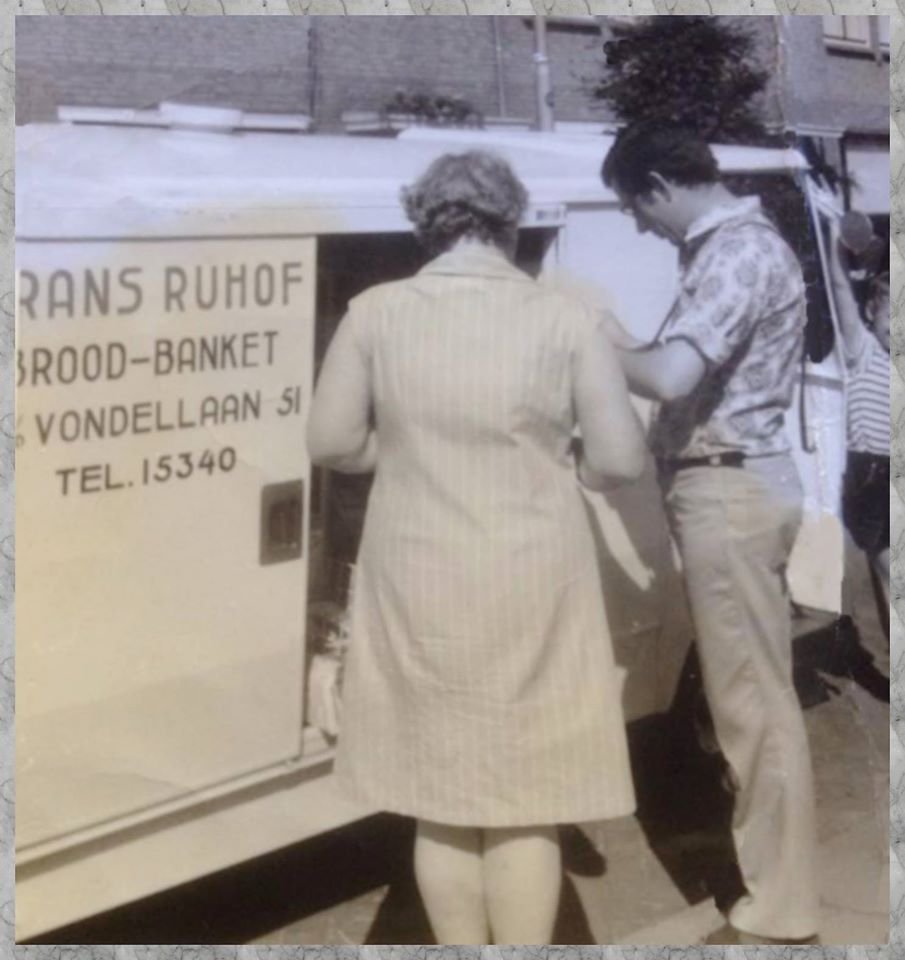 RANS RUHOF
BROOD-BANKET
% VONDELLAAN 51
TEL.15340